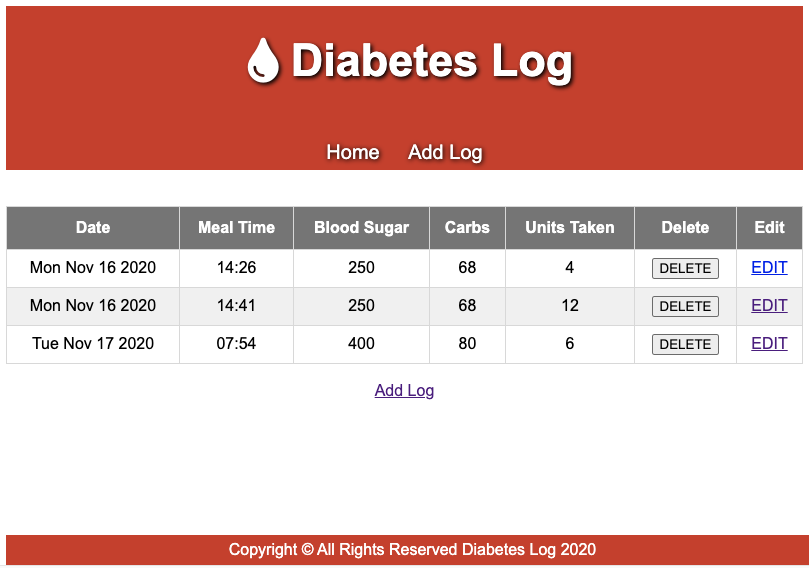 Diabetes Log
Home Add Log
Date Meal Time Blood Sugar Carbs Units Taken Delete Edit
Mon Nov 16 2020 14:26 250 68 4 DELETE EDIT
Mon Nov 16 2020 14:41 250 68 12 DELETE EDIT
Tue Nov 17 2020 07:54 400 80 6 DELETE EDIT
Add Log
Copyright © All Rights Reserved Diabetes Log 2020